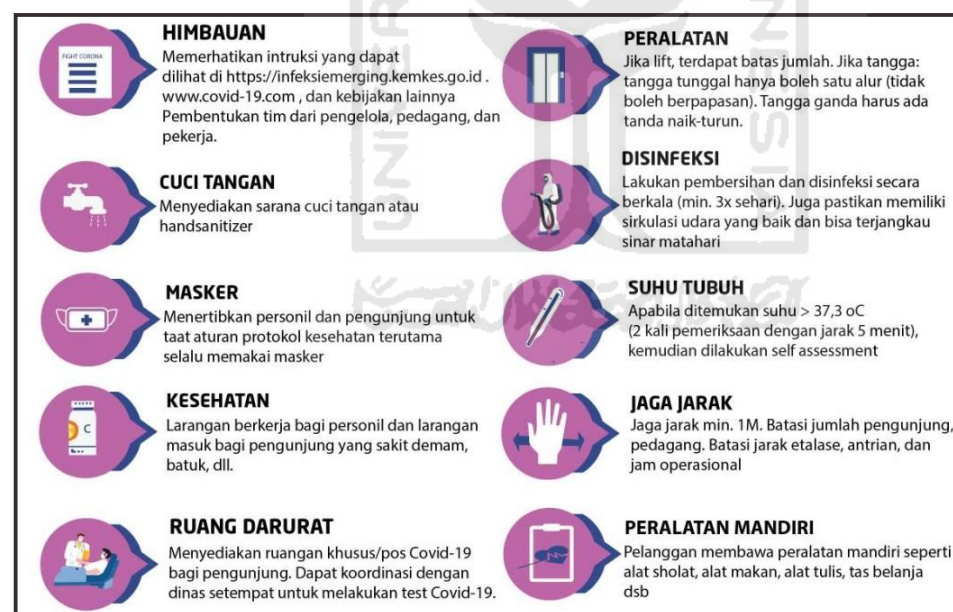 FIGHT CORONA
HIMBAUAN
Memerhatikan intruksi yang dapat
dilihat di https://infeksiemerging.kemkes.go.id .
www.covid-19.com , dan kebijakan lainnya
Pembentukan tim dari pengelola, pedagang, dan
pekerja.
CUCI TANGAN
Menyediakan sarana cuci tangan atau
handsanitizer
MASKER
Menertibkan personil dan pengunjung untuk
taat aturan protokol kesehatan terutama
selalu memakai masker
C
KESEHATAN
Larangan berkerja bagi personil dan larangan
masuk bagi pengunjung yang sakit demam,
batuk, dll.
RUANG DARURAT
Menyediakan ruangan khusus/pos Covid-19
bagi pengunjung. Dapat koordinasi dengan
dinas setempat untuk melakukan test Covid-19.
PERALATAN
Jika lift, terdapat batas jumlah. Jika tangga:
tangga tunggal hanya boleh satu alur (tidak
boleh berpapasan). Tangga ganda harus ada
tanda naik-turun.
DISINFEKSI
Lakukan pembersihan dan disinfeksi secara
berkala (min. 3x sehari). Juga pastikan memiliki
sirkulasi udara yang baik dan bisa terjangkau
sinar matahari
SUHU TUBUH
Apabila ditemukan suhu > 37,3 oC
(2 kali pemeriksaan dengan jarak 5 menit),
kemudian dilakukan self assessment
JAGA JARAK
Jaga jarak min. 1M. Batasi jumlah pengunjung,
pedagang. Batasi jarak etalase, antrian, dan
jam operasional
PERALATAN MANDIRI
Pelanggan membawa peralatan mandiri seperti
alat sholat, alat makan, alat tulis, tas belanja
dsb